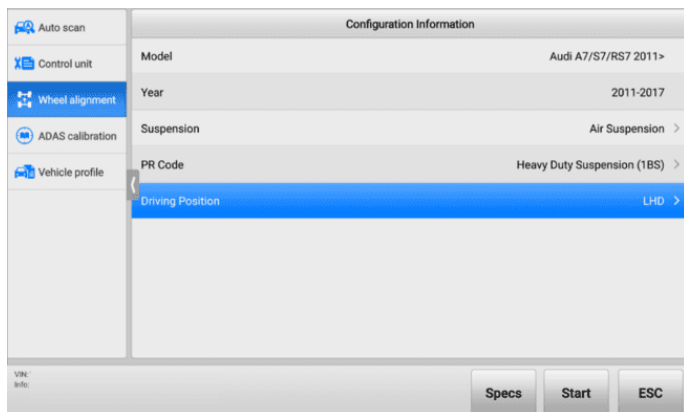 Auto scan
Control unit
Wheel alignment
ADAS calibration
Vehicle profile
Configuration Information
Model Audi A7/S7/RS7 2011>
Year 2011-2017
Suspension Air Suspension >
PR Code Heavy Duty Suspension (1BS) >
Driving Position LHD >
VIN:
Info:
Specs Start ESC